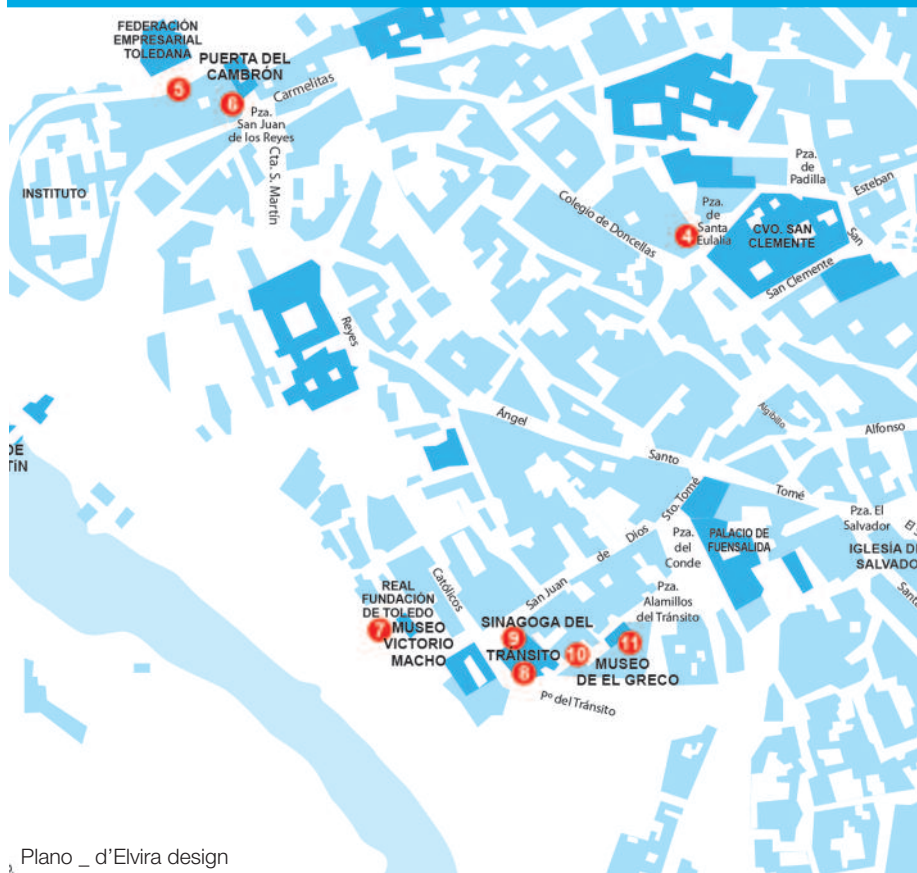 FEDERACIÓN
EMPRESARIAL
TOLEDANA
PUERTA DEL
CAMBRÓN
5
6
Carmelitas
Pza.
San Juan
de los Reyes
Cta. S. Martín
INSTITUTO
Pza.
de
Padilla
Esteban
San
Colegio de Doncellas
Pza.
de
Santa
Eulalia
4
CVO. SAN
CLEMENTE
San Clemente
Reyes
Ángel
Santo
Tomé
Algibillo
Alfonso
DE
TÍN
Sto. Tomé
Pza.
del
Conde
PALACIO DE
FUENSALIDA
Pza. El
Salvador
El
IGLESÍA DE
SALVADO
Santo
San Juan de Dios
Pza.
Alamillos
del Tránsito
Católicos
REAL
FUNDACIÓN
DE TOLEDO
7
MUSEO
VICTORIO
MACHO
SINAGOGA DEL
TRÁNSITO
9
8
10
11
MUSEO
DE EL GRECO
Pº del Tránsito
Plano _ d'Elvira design